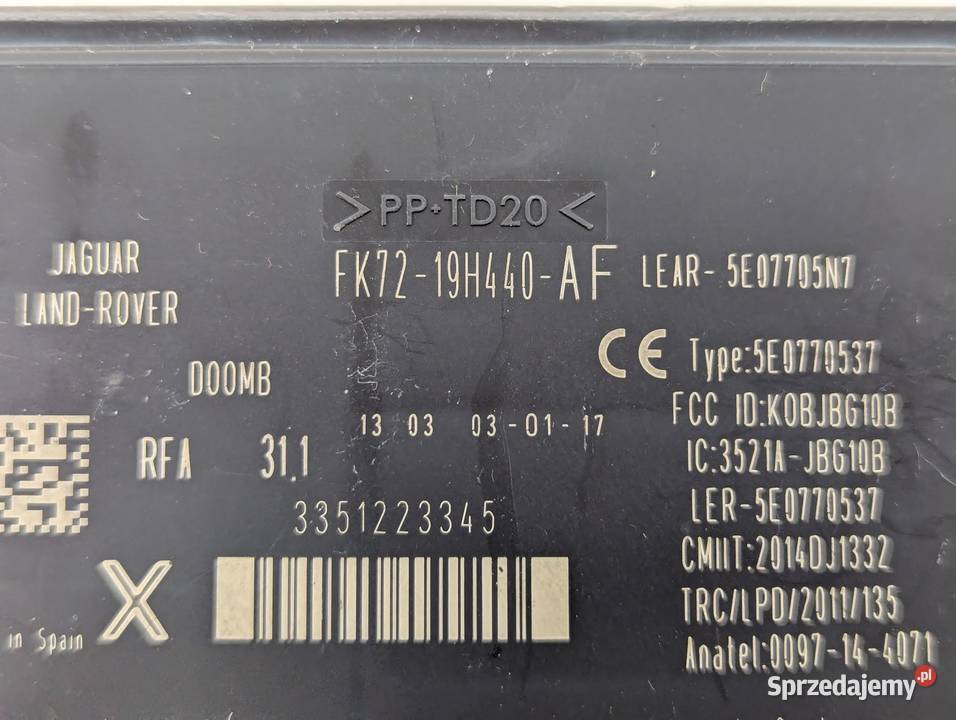 >PP+TD20<
JAGUAR
LAND-ROVER
FK72-19H440-AF
LEAR- 5E07705N7
D00MB
CE
Type:5E0770537
13 03 03-01-17
FCC ID:KOBJBG10B
RFA 31.1
IC:3521A-JBG10B
3351223345
LER-5E0770537
CMIIT:2014DJ1332
X
TRC/LPD/2011/135
in Spain
Anatel:0097-14-4071
Sprzedajemy.pl